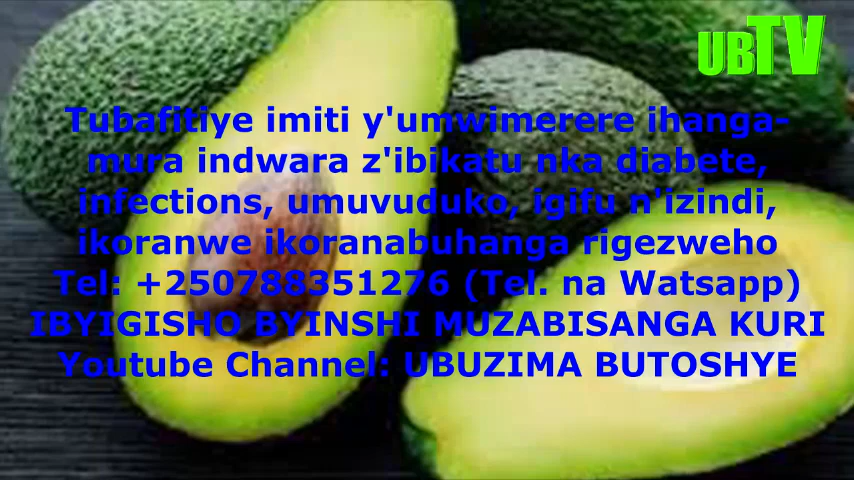 UBTV
Tubafitiye imiti y'umwimerere ihanga-
mura indwara z'ibikatu nka diabete,
infections, umuvuduko, igifu n'izindi,
ikoranwe ikoranabuhanga rigezweho
Tel: +250788351276 (Tel. na Watsapp)
IBYIGISHO BYINSHI MUZABISANGA KURI
Youtube Channel: UBUZIMA BUTOSHYE